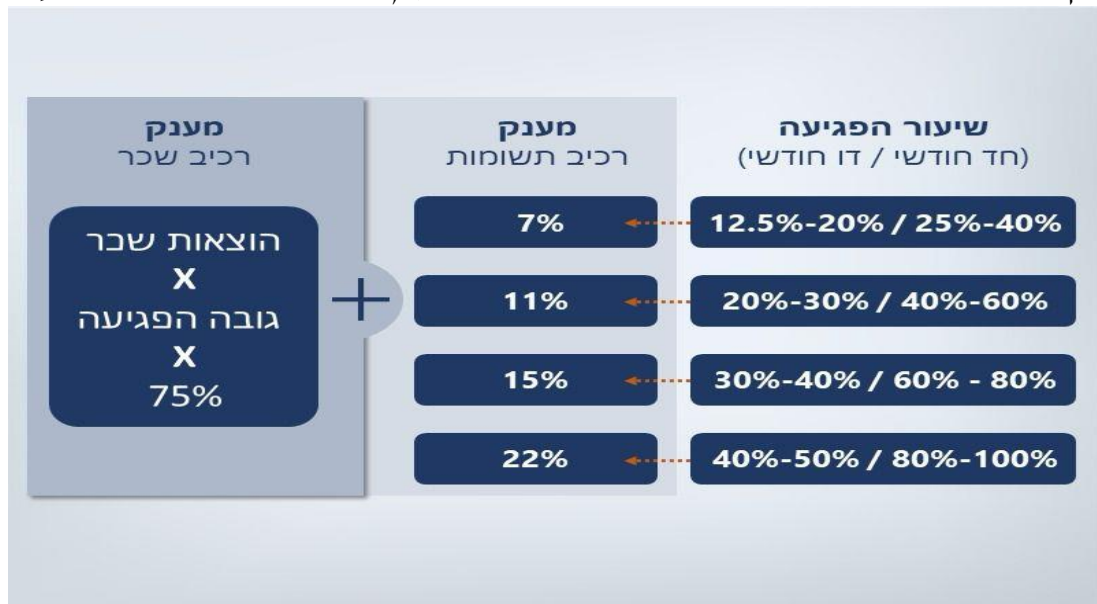 שיעור הפגיעה
(חד חודשי / דו חודשי)
מענק
רכיב תשומות
מענק
רכיב שכר
12.5%-20% / 25%-40%
7%
20%-30% / 40%-60%
11%
30%-40% / 60% - 80%
15%
40%-50% / 80%-100%
22%
+
הוצאות שכר
X
גובה הפגיעה
X
75%